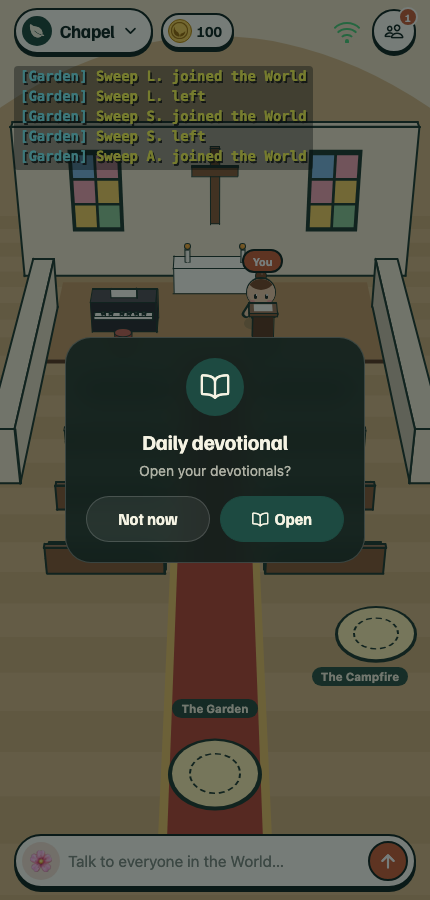 Chapel
100
1
[Garden] Sweep L. joined the World
[Garden] Sweep L. left
[Garden] Sweep S. joined the World
[Garden] Sweep S. left
[Garden] Sweep A. joined the World
You
Daily devotional
Open your devotionals?
Not now
Open
The Campfire
The Garden
Talk to everyone in the World...